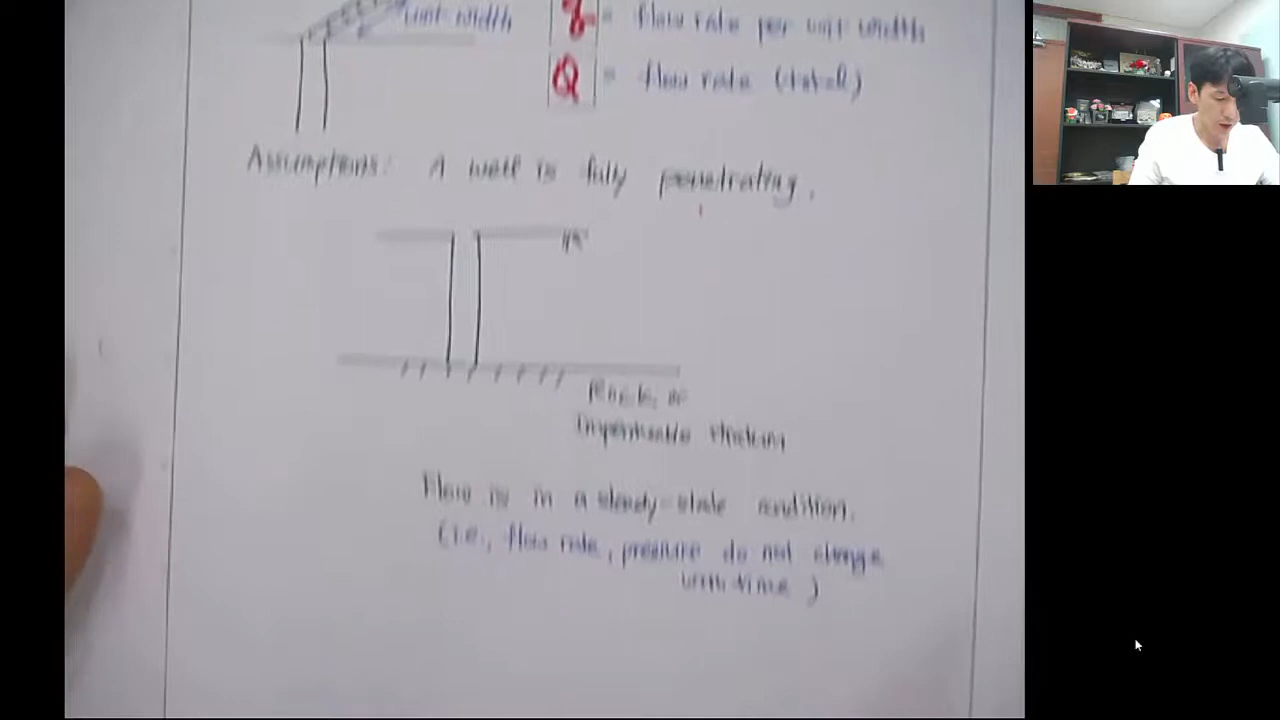 unit width
q = flow rate per unit width
Q = flow rate (total)
Assumptions: A well is fully penetrating.
Rock, or
Impermeable Medium
Flow is in a steady-state condition.
(i.e., flow rate, pressure do not change
with time)